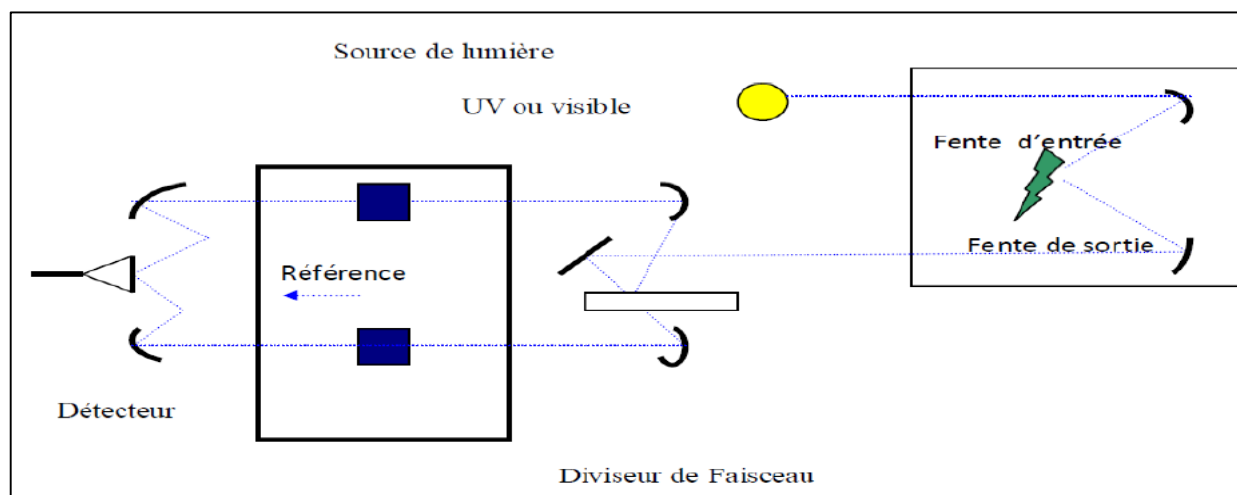 Source de lumière
UV ou visible
Fente d'entrée
Fente de sortie
Référence
Détecteur
Diviseur de Faisceau